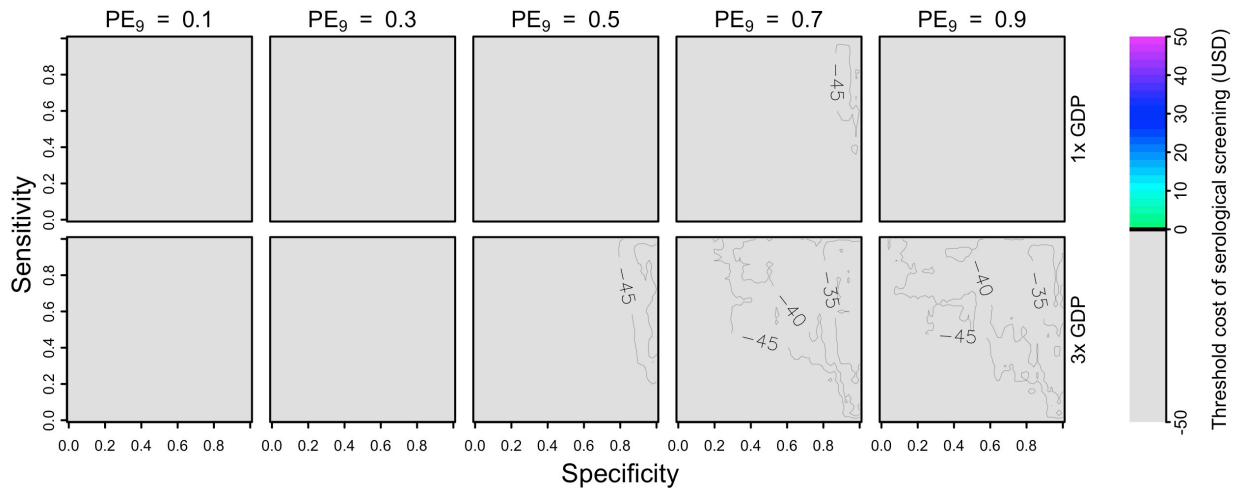 PE9 = 0.1 PE9 = 0.3 PE9 = 0.5 PE9 = 0.7 PE9 = 0.9
Sensitivity
0.0 0.2 0.4 0.6 0.8
−45
1x GDP
0.0 0.2 0.4 0.6 0.8
−45
−45 −40 −35
−45 −40 −35
3x GDP
0.0 0.2 0.4 0.6 0.8 0.0 0.2 0.4 0.6 0.8 0.0 0.2 0.4 0.6 0.8 0.0 0.2 0.4 0.6 0.8 0.0 0.2 0.4 0.6 0.8
Specificity
−50 0 10 20 30 40 50
Threshold cost of serological screening (USD)